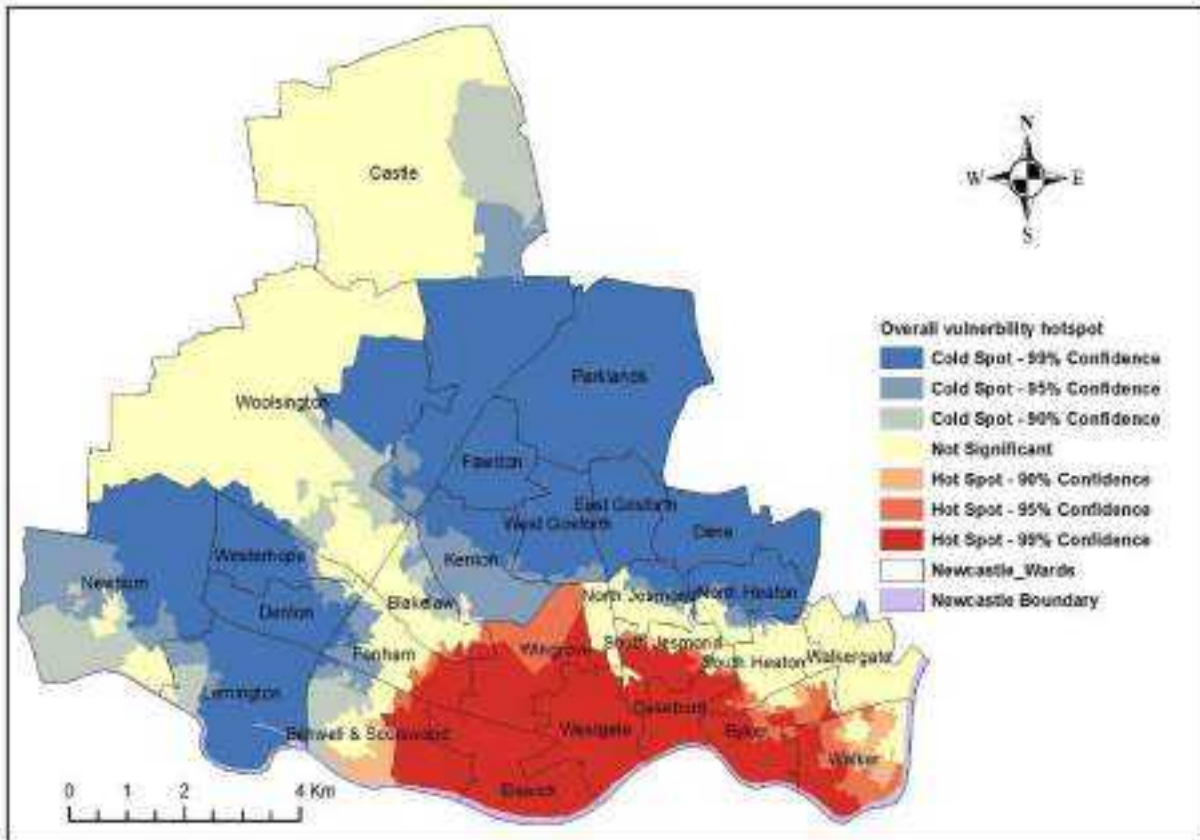 Castle
N
W E
S
Overall vulnerbility hotspot
Cold Spot - 99% Confidence
Cold Spot - 95% Confidence
Cold Spot - 90% Confidence
Not Significant
Hot Spot - 90% Confidence
Hot Spot - 95% Confidence
Hot Spot - 99% Confidence
Newcastle_Wards
Newcastle Boundary
Parklands
Woolsington
Fawdon
East Gosforth
West Gosforth
Dene
Westerhope
Kenton
Newburn
Denton
Blakelaw
North Jesmond
North Heaton
Fenham
Wingrove
South Jesmond
South Heaton
Walkergate
Lemington
Ouseburn
Benwell & Scotswood
Westgate
Byker
Walker
Elswick
0 1 2 4 Km